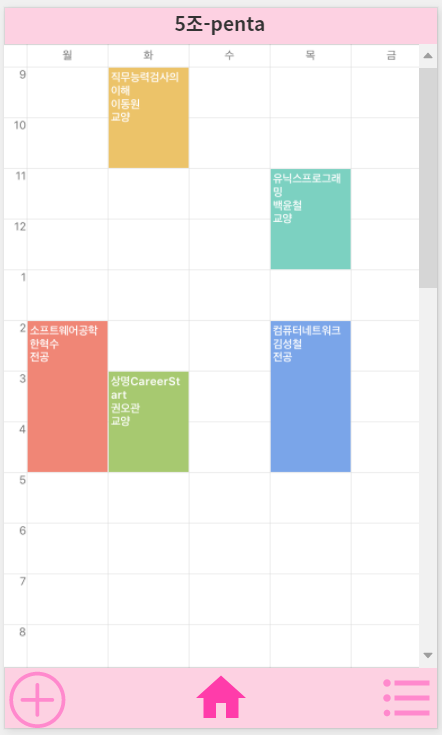 5조-penta
월 화 수 목 금
9
직무능력검사의
이해
이동원
교양
10
11
유닉스프로그래
밍
백윤철
교양
12
1
2
소프트웨어공학
한혁수
전공
컴퓨터네트워크
김성철
전공
3
상명CareerSt
art
권오관
교양
4
5
6
7
8